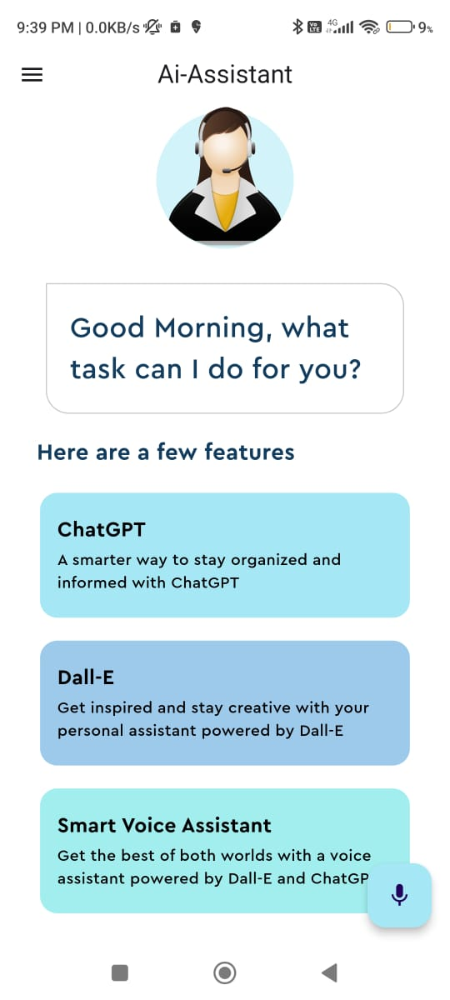 9:39 PM | 0.0KB/s
Vo LTE 4G 9%
Ai-Assistant
Good Morning, what
task can I do for you?
Here are a few features
ChatGPT
A smarter way to stay organized and
informed with ChatGPT
Dall-E
Get inspired and stay creative with your
personal assistant powered by Dall-E
Smart Voice Assistant
Get the best of both worlds with a voice
assistant powered by Dall-E and ChatGP